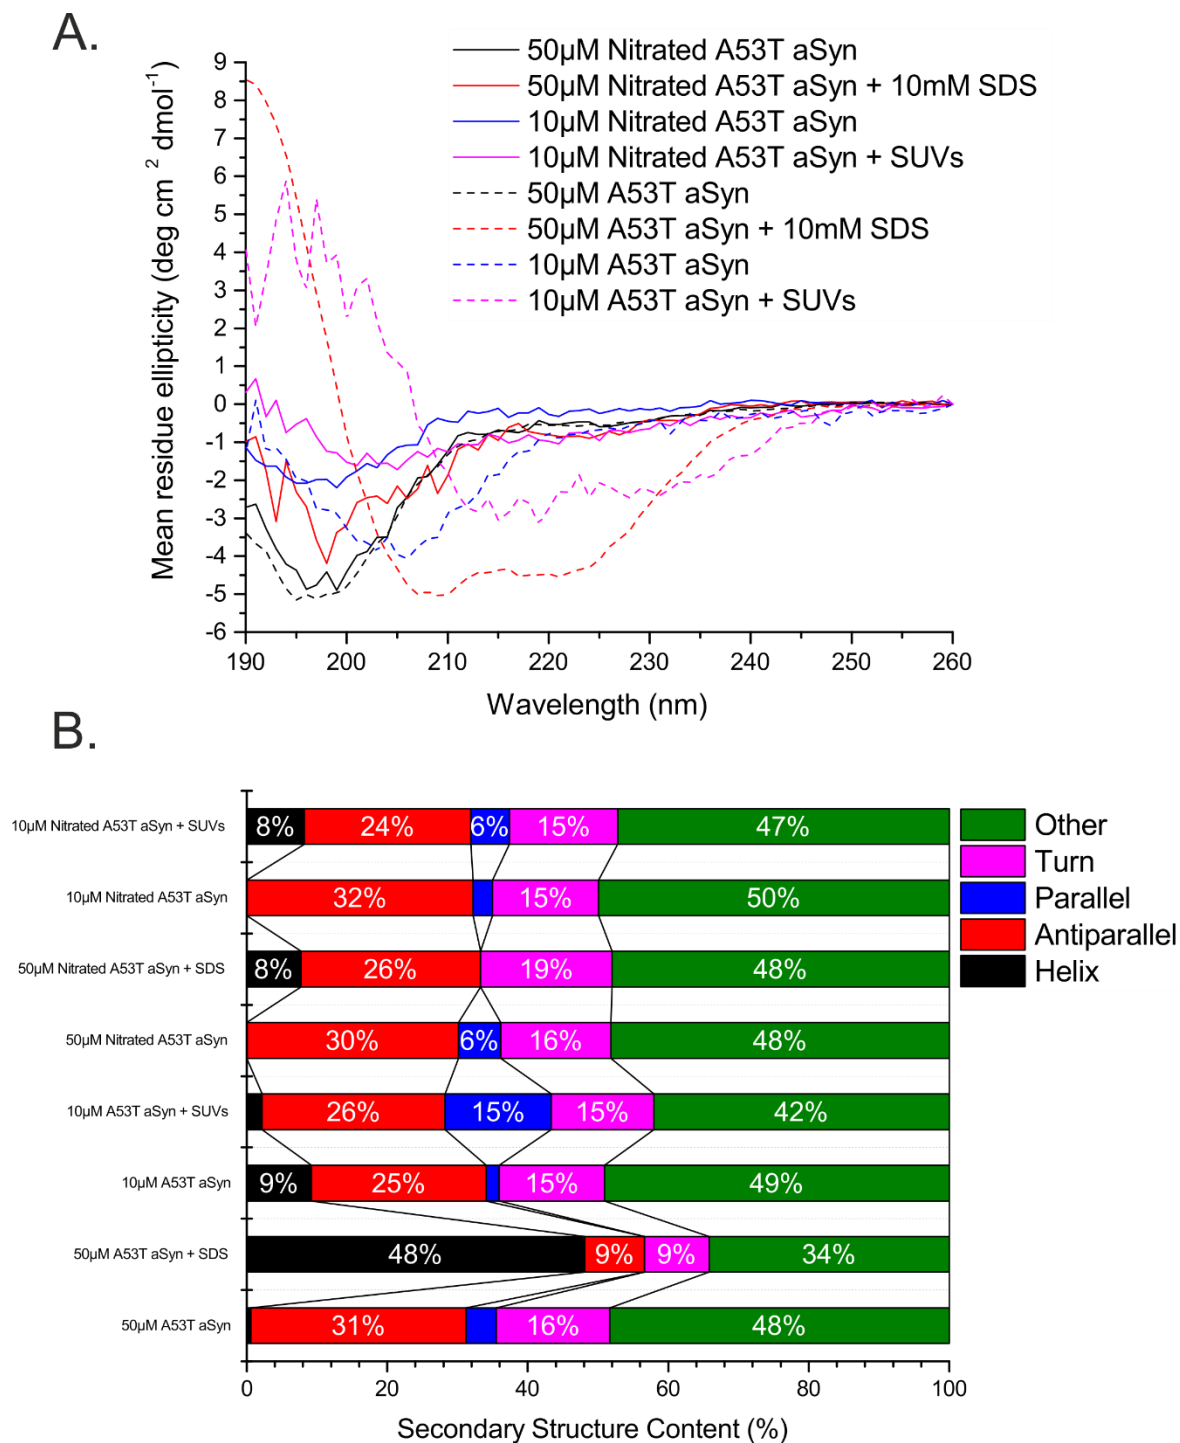 A.
50µM Nitrated A53T aSyn
50µM Nitrated A53T aSyn + 10mM SDS
10µM Nitrated A53T aSyn
10µM Nitrated A53T aSyn + SUVs
50µM A53T aSyn
50µM A53T aSyn + 10mM SDS
10µM A53T aSyn
10µM A53T aSyn + SUVs
Mean residue ellipticity (deg cm ² dmol⁻¹)
9
8
7
6
5
4
3
2
1
0
-1
-2
-3
-4
-5
-6
190 200 210 220 230 240 250 260
Wavelength (nm)
B.
10µM Nitrated A53T aSyn + SUVs 8% 24% 6% 15% 47%
10µM Nitrated A53T aSyn 32% 15% 50%
50µM Nitrated A53T aSyn + SDS 8% 26% 19% 48%
50µM Nitrated A53T aSyn 30% 6% 16% 48%
10µM A53T aSyn + SUVs 26% 15% 15% 42%
10µM A53T aSyn 9% 25% 15% 49%
50µM A53T aSyn + SDS 48% 9% 9% 34%
50µM A53T aSyn 31% 16% 48%
Other
Turn
Parallel
Antiparallel
Helix
0 20 40 60 80 100
Secondary Structure Content (%)